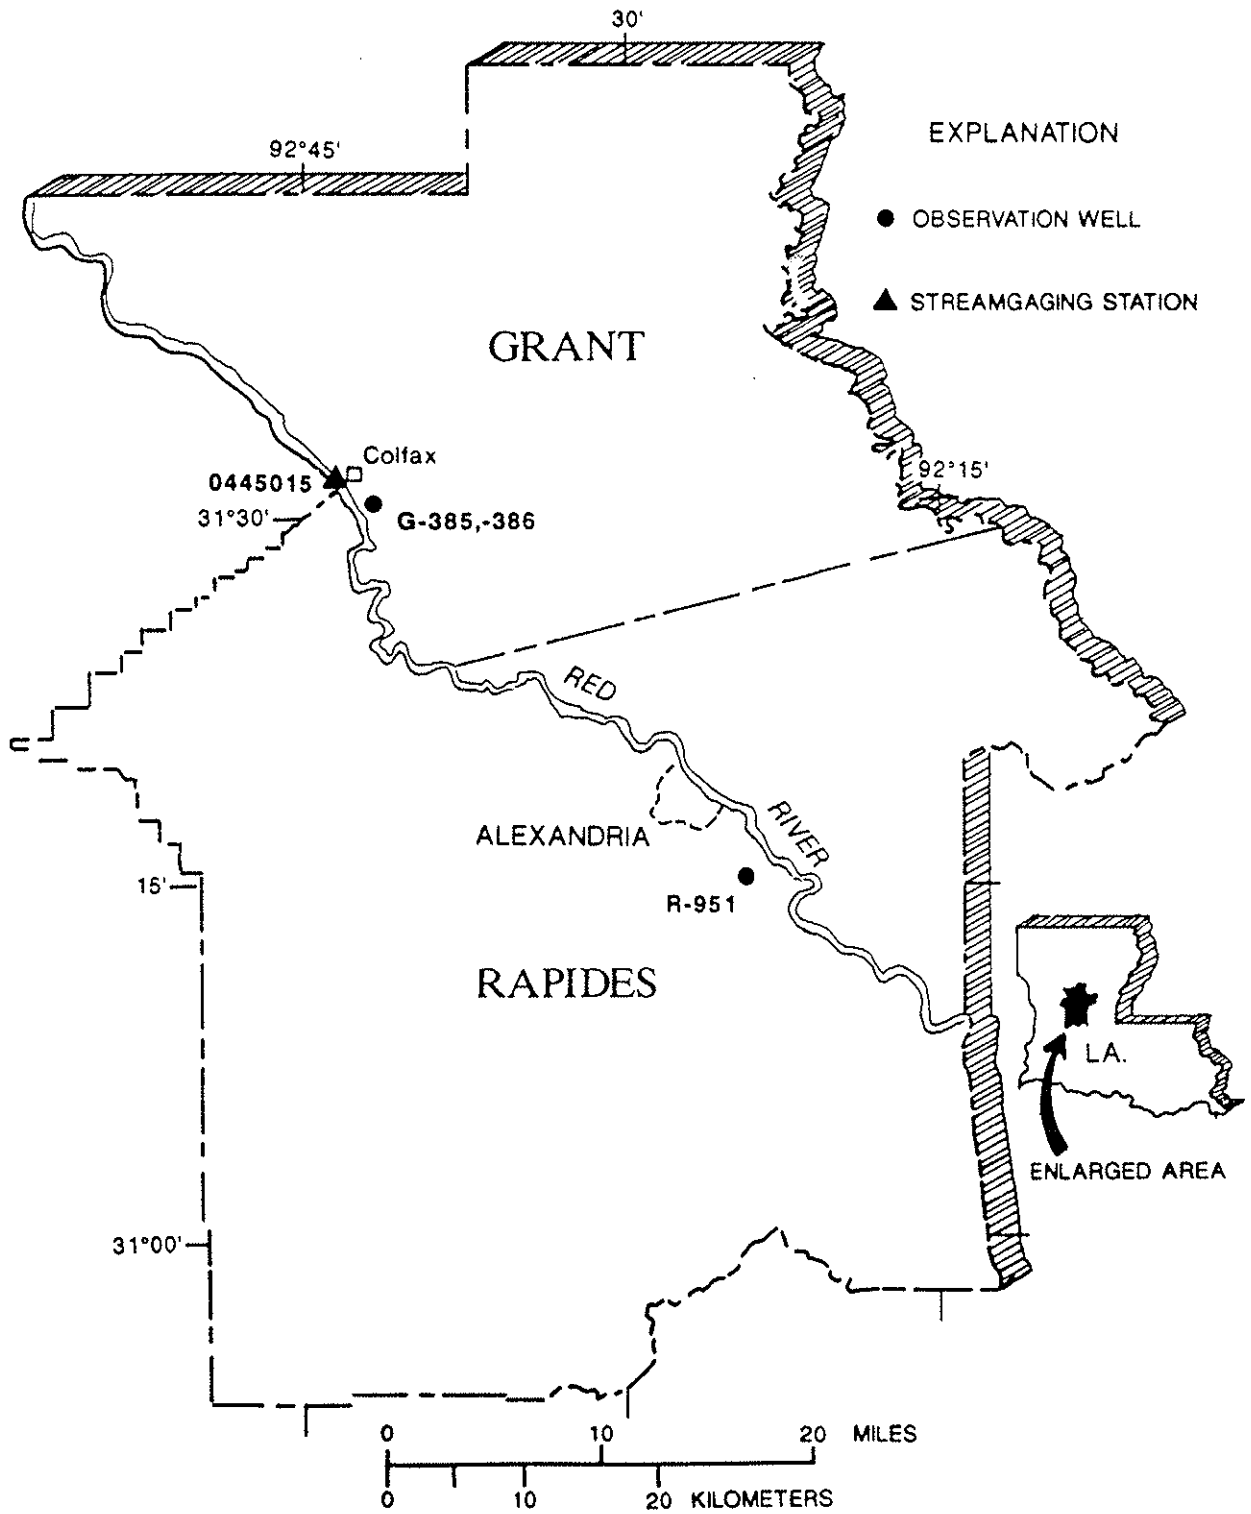 30'
92°45'
EXPLANATION
OBSERVATION WELL
STREAMGAGING STATION
GRANT
Colfax
0445015
92°15'
31°30'
G-385,-386
RED
RIVER
ALEXANDRIA
15'
R-951
RAPIDES
LA.
ENLARGED AREA
31°00'
0 10 20 MILES
0 10 20 KILOMETERS